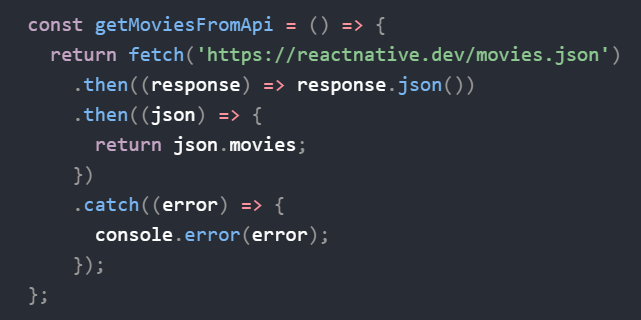 const getMoviesFromApi = () => {
  return fetch('https://reactnative.dev/movies.json')
    .then((response) => response.json())
    .then((json) => {
      return json.movies;
    })
    .catch((error) => {
      console.error(error);
    });
};